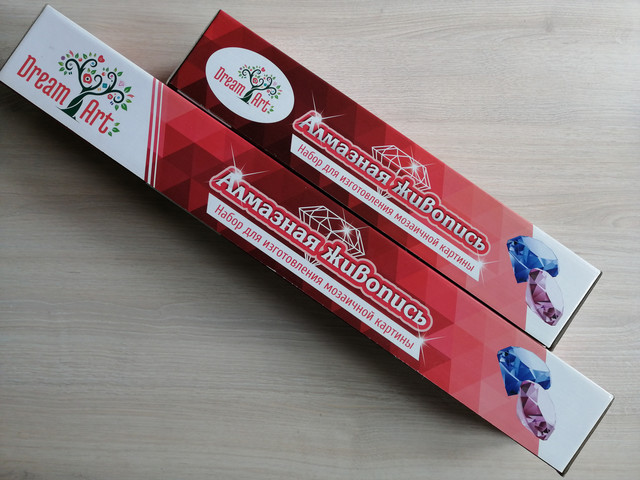 Dream Art
Алмазная живопись
Набор для изготовления мозаичной картины
Dream Art
Алмазная живопись
Набор для изготовления мозаичной картины